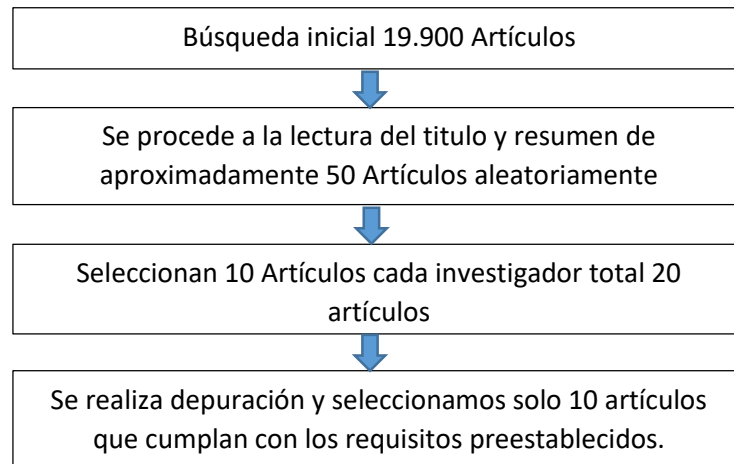 Búsqueda inicial 19.900 Artículos
Se procede a la lectura del titulo y resumen de
aproximadamente 50 Artículos aleatoriamente
Seleccionan 10 Artículos cada investigador total 20
artículos
Se realiza depuración y seleccionamos solo 10 artículos
que cumplan con los requisitos preestablecidos.